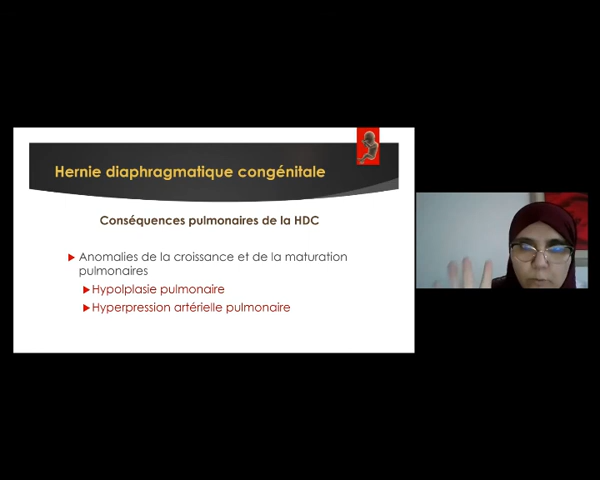 Hernie diaphragmatique congénitale
Conséquences pulmonaires de la HDC
Anomalies de la croissance et de la maturation
pulmonaires
Hypolplasie pulmonaire
Hyperpression artérielle pulmonaire